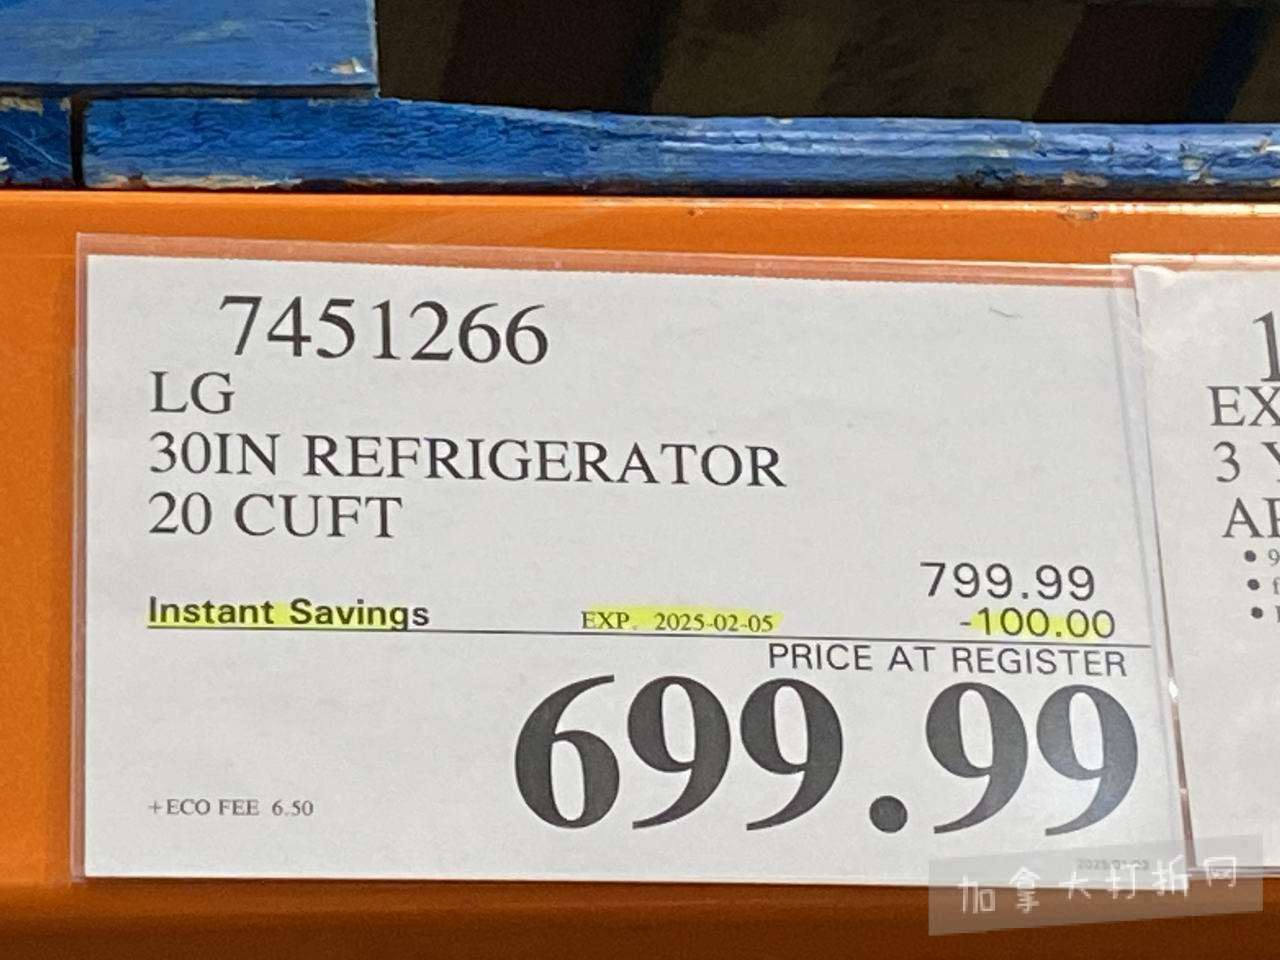 7451266
LG
30IN REFRIGERATOR
20 CUFT
799.99
Instant Savings EXP. 2025-02-05 -100.00
PRICE AT REGISTER
699.99
+ECO FEE 6.50
EX
3
加拿大打折网